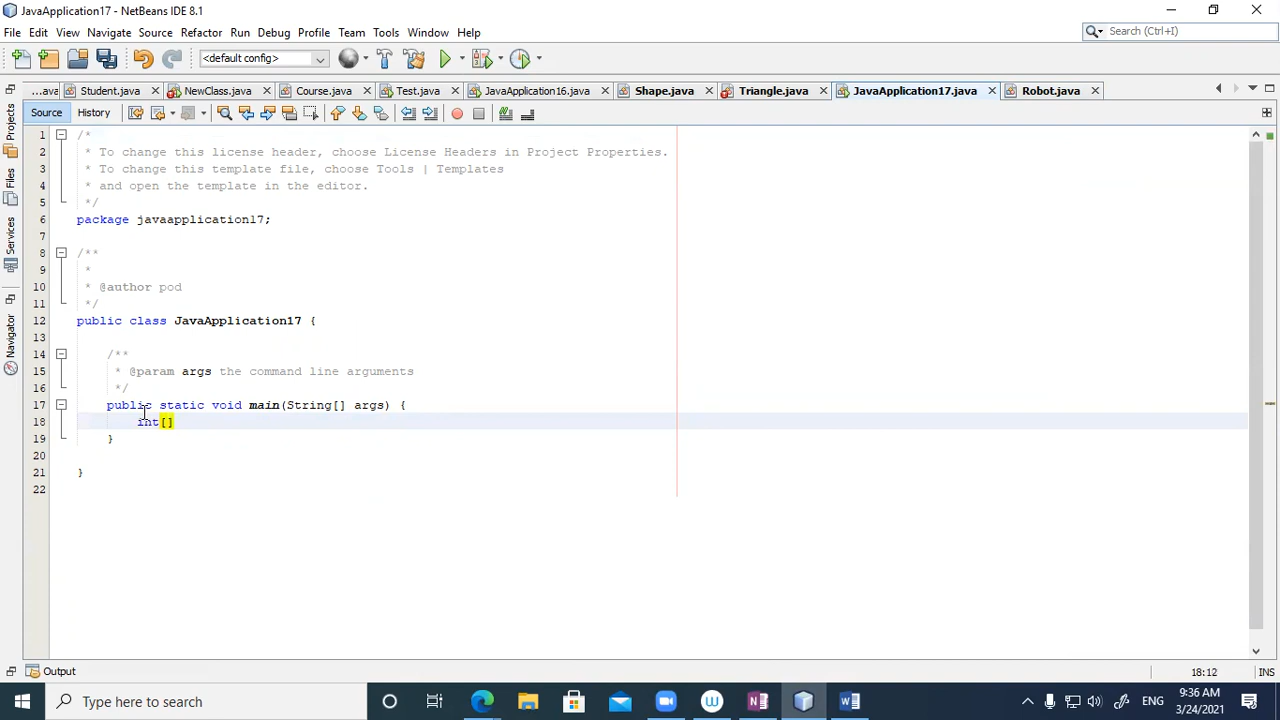 JavaApplication17 - NetBeans IDE 8.1
File Edit View Navigate Source Refactor Run Debug Profile Team Tools Window Help
Search (Ctrl+I)
<default config>
...ava Student.java NewClass.java Course.java Test.java JavaApplication16.java Shape.java Triangle.java JavaApplication17.java Robot.java
Source History
Projects
Files
Services
Navigator
1 /*
2 * To change this license header, choose License Headers in Project Properties.
3 * To change this template file, choose Tools | Templates
4 * and open the template in the editor.
5 */
6 package javaapplication17;
7
8 /**
9 *
10 * @author pod
11 */
12 public class JavaApplication17 {
13
14 /**
15 * @param args the command line arguments
16 */
17 public static void main(String[] args) {
18 int[]
19 }
20
21 }
22
Output
18:12 INS
Type here to search
ENG
9:36 AM
3/24/2021